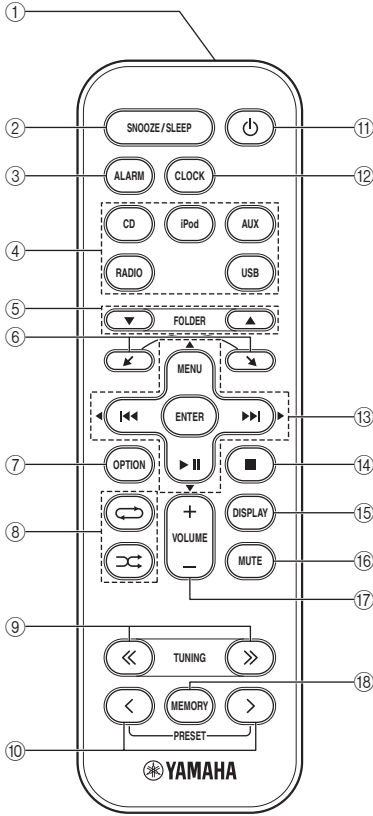 ①
② SNOOZE/SLEEP ⑪
③ ALARM CLOCK ⑫
CD iPod AUX
④
RADIO USB
⑤ FOLDER
⑥
MENU
ENTER ⑬
⑦ OPTION ⑭
⑧ + DISPLAY ⑮
VOLUME
– MUTE ⑯
⑰
⑨ TUNING
MEMORY ⑱
⑩ PRESET
YAMAHA